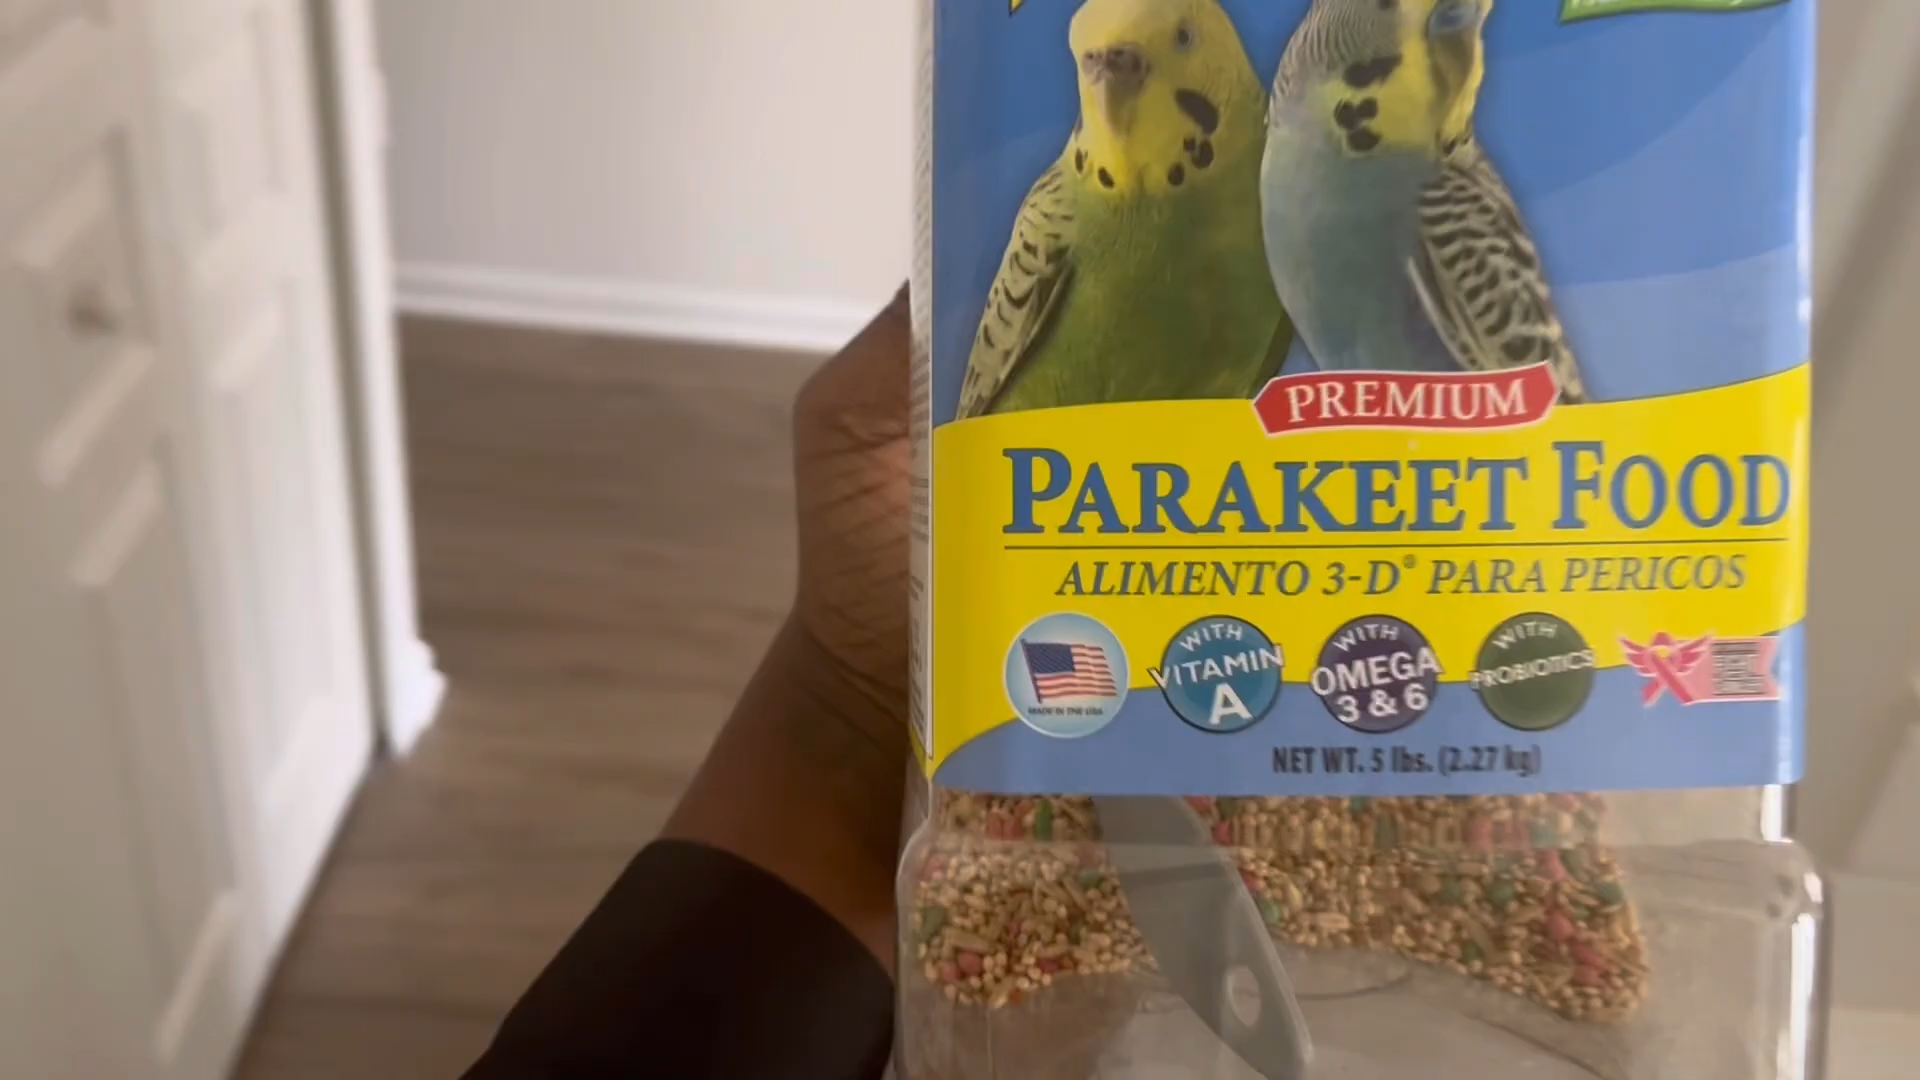 PREMIUM
PARAKEET FOOD
ALIMENTO 3-D® PARA PERICOS
MADE IN THE USA
WITH
VITAMIN
A
WITH
OMEGA
3 & 6
WITH
PROBIOTICS
NET WT. 5 lbs. (2.27 kg)